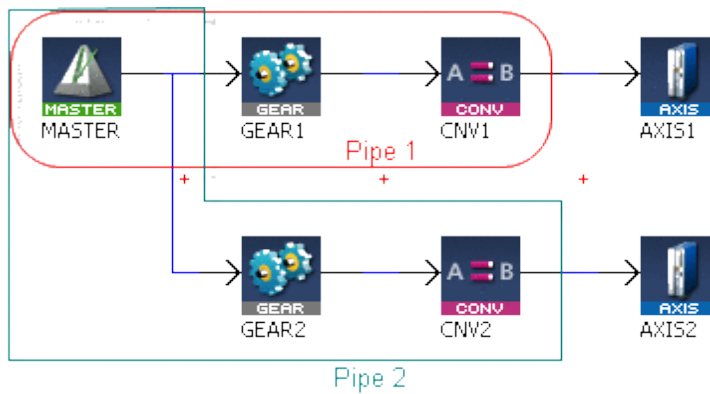 MASTER
MASTER
GEAR
GEAR1
A B
CONV
CNV1
AXIS
AXIS1
Pipe 1
GEAR
GEAR2
A B
CONV
CNV2
AXIS
AXIS2
Pipe 2